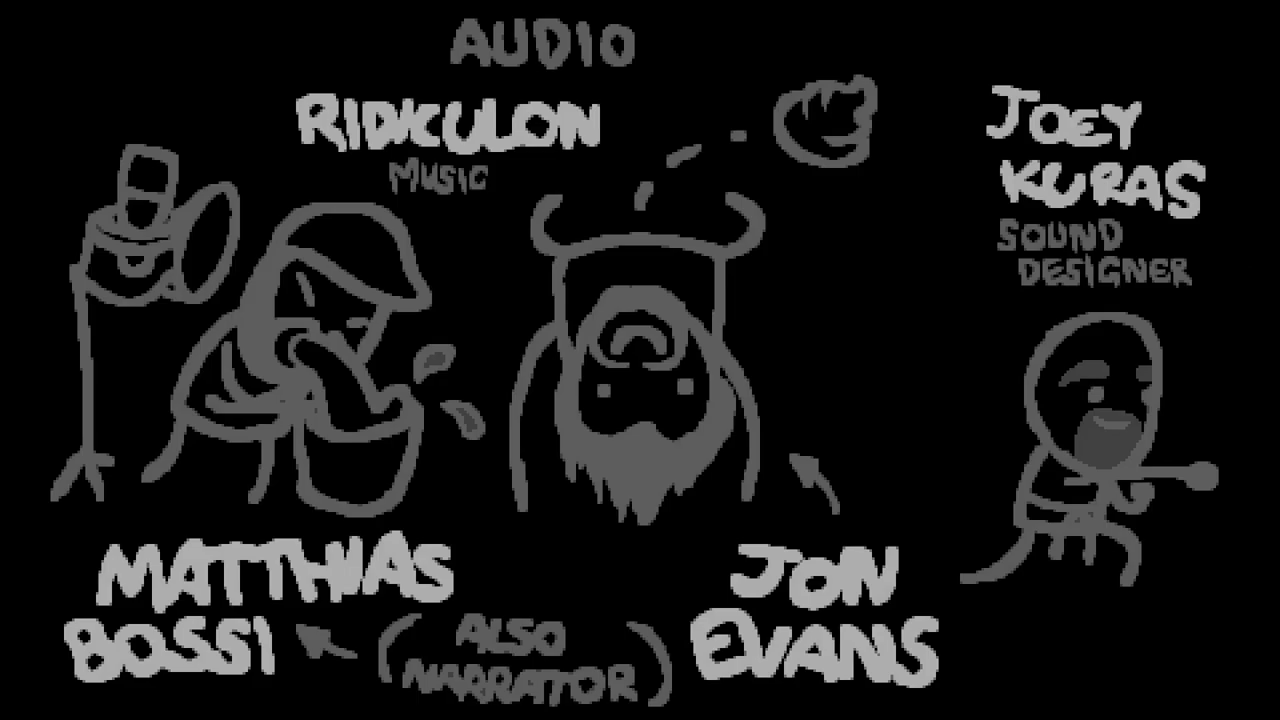 AUDIO
RIDICULON
MUSIC
JOEY
KURAS
SOUND
DESIGNER
MATTHIAS
BOSSI
(ALSO
NARRATOR)
JON
EVANS